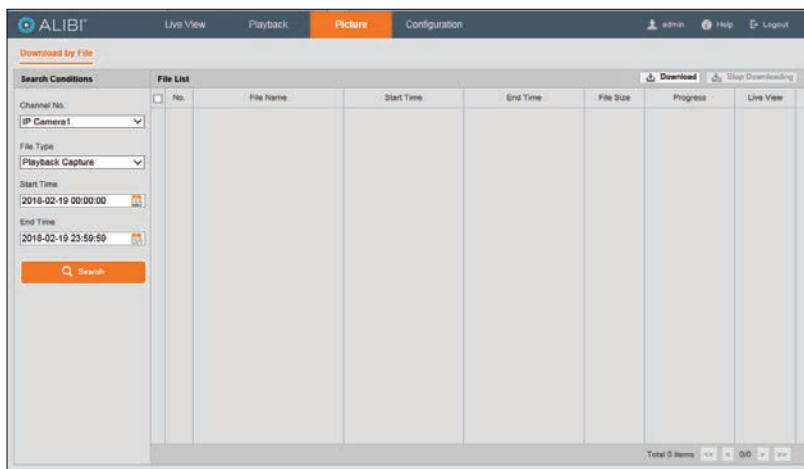 ALIBI Live View Playback Picture Configuration admin Help Logout
Download by File
Search Conditions File List Download Stop Downloading
No. File Name Start Time End Time File Size Progress Live View
Channel No.
IP Camera1
File Type
Playback Capture
Start Time
2018-02-19 00:00:00
End Time
2018-02-19 23:59:59
Search
Total 0 Items << < 0/0 > >>